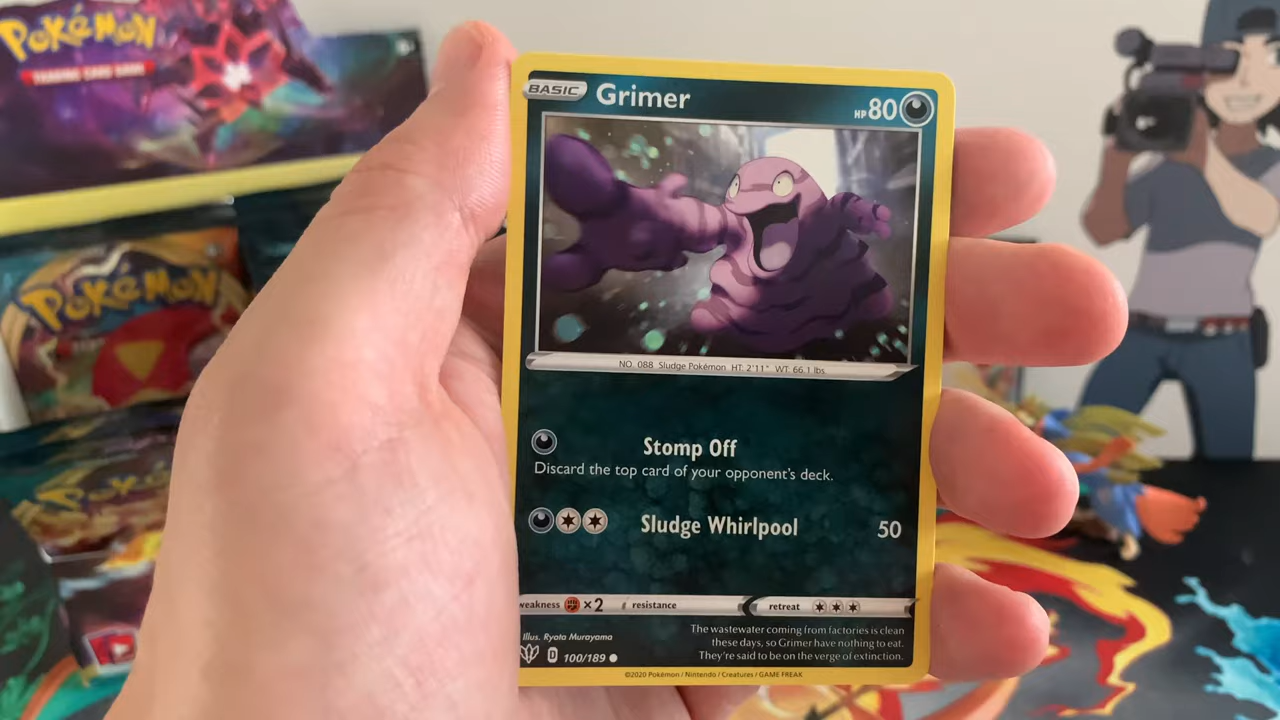 POKéMON
TRADING CARD GAME
POKéMON
POKé
BASIC Grimer HP 80
NO. 088 Sludge Pokémon HT: 2'11" WT: 66.1 lbs.
Stomp Off
Discard the top card of your opponent's deck.
Sludge Whirlpool 50
weakness ×2 resistance retreat
Illus. Ryota Murayama
D 100/189
The wastewater coming from factories is clean
these days, so Grimer have nothing to eat.
They're said to be on the verge of extinction.
©2020 Pokémon / Nintendo / Creatures / GAME FREAK